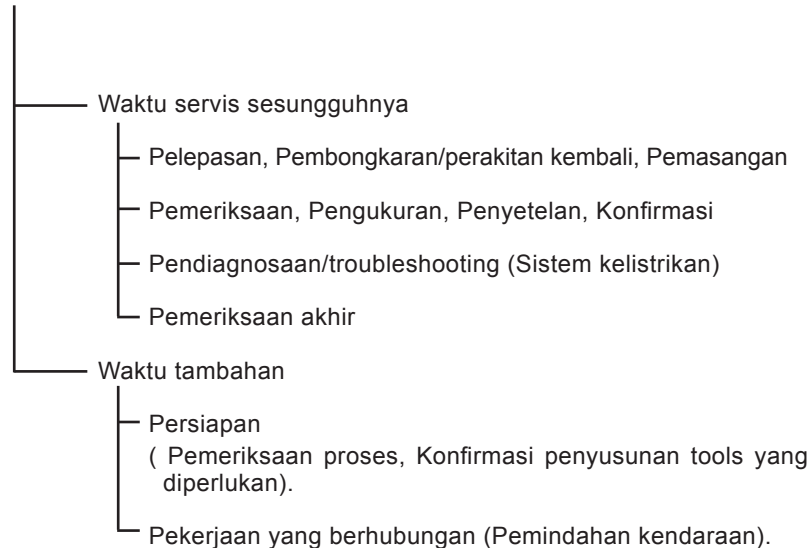 Waktu servis sesungguhnya
Pelepasan, Pembongkaran/perakitan kembali, Pemasangan
Pemeriksaan, Pengukuran, Penyetelan, Konfirmasi
Pendiagnosaan/troubleshooting (Sistem kelistrikan)
Pemeriksaan akhir
Waktu tambahan
Persiapan
( Pemeriksaan proses, Konfirmasi penyusunan tools yang
diperlukan).
Pekerjaan yang berhubungan (Pemindahan kendaraan).